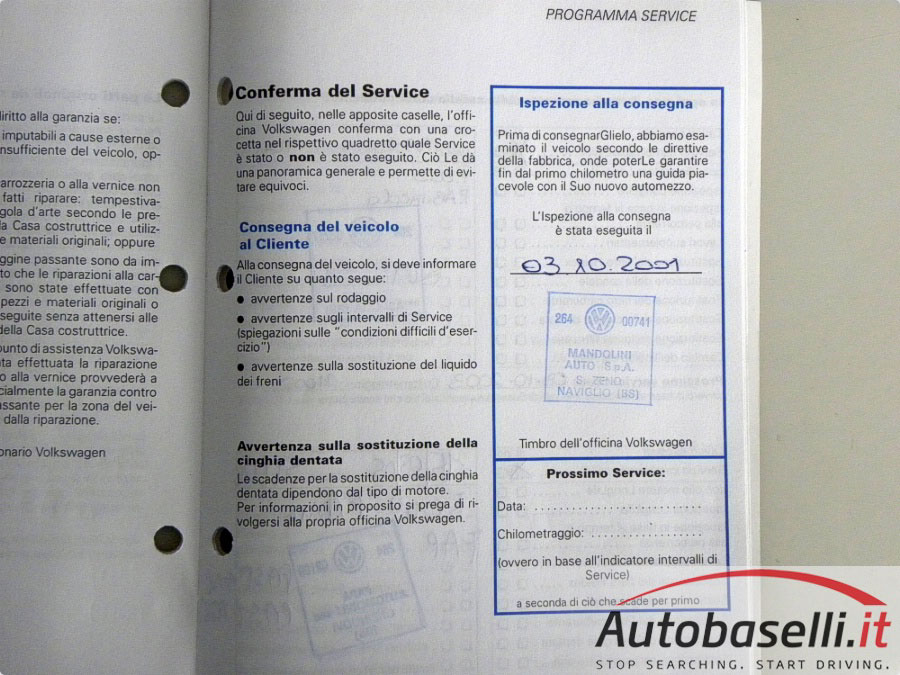 PROGRAMMA SERVICE
iritto alla garanzia se:
imputabili a cause esterne o
nsufficiente del veicolo, op-
arrozzeria o alla vernice non
fatti riparare: tempestiva-
gola d'arte secondo le pre-
la Casa costruttrice e utiliz-
e materiali originali; oppure
ggine passante sono da im-
to che le riparazioni alla car-
sono state effettuate con
pezzi e materiali originali o
seguite senza attenersi alle
della Casa costruttrice.
punto di assistenza Volkswa-
ata effettuata la riparazione
o alla vernice provvederà a
cialmente la garanzia contro
assante per la zona del vei-
dalla riparazione.
onario Volkswagen
Conferma del Service
Qui di seguito, nelle apposite caselle, l'offi-
cina Volkswagen conferma con una cro-
cetta nel rispettivo quadretto quale Service
è stato o non è stato eseguito. Ciò Le dà
una panoramica generale e permette di evi-
tare equivoci.
Consegna del veicolo
al Cliente
Alla consegna del veicolo, si deve informare
il Cliente su quanto segue:
● avvertenze sul rodaggio
● avvertenze sugli intervalli di Service
(spiegazioni sulle "condizioni difficili d'eser-
cizio")
● avvertenze sulla sostituzione del liquido
dei freni
Avvertenza sulla sostituzione della
cinghia dentata
Le scadenze per la sostituzione della cinghia
dentata dipendono dal tipo di motore.
Per informazioni in proposito si prega di ri-
volgersi alla propria officina Volkswagen.
Ispezione alla consegna
Prima di consegnarGlielo, abbiamo esa-
minato il veicolo secondo le direttive
della fabbrica, onde poterLe garantire
fin dal primo chilometro una guida pia-
cevole con il Suo nuovo automezzo.
L'Ispezione alla consegna
è stata eseguita il
03.10.2001
264 00741
MANDOLINI
AUTO S.p.A.
S. ZENO
NAVIGLIO (BS)
Timbro dell'officina Volkswagen
Prossimo Service:
Data: . . . . . . . . . . . . . . . . . . . . . . . . .
Chilometraggio: . . . . . . . . . . . . . . . . .
(ovvero in base all'indicatore intervalli di
Service)
a seconda di ciò che scade per primo
Autobaselli.it
STOP SEARCHING. START DRIVING.